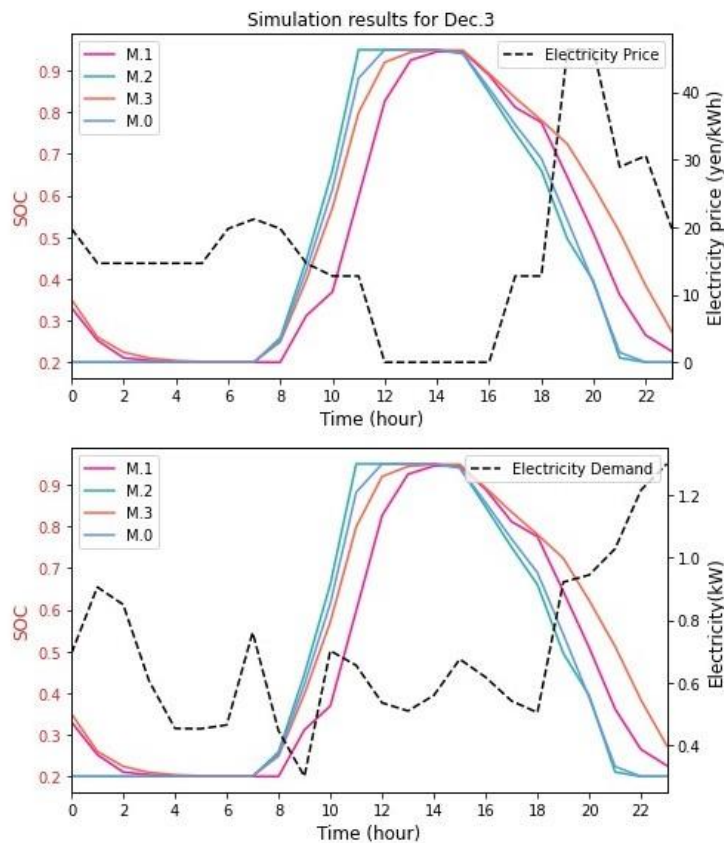 Simulation results for Dec.3
M.1
M.2
M.3
M.0
Electricity Price
0.9
0.8
0.7
0.6
0.5
0.4
0.3
0.2
SOC
40
30
20
10
0
Electricity price (yen/kWh)
0 2 4 6 8 10 12 14 16 18 20 22
Time (hour)
M.1
M.2
M.3
M.0
Electricity Demand
0.9
0.8
0.7
0.6
0.5
0.4
0.3
0.2
SOC
1.2
1.0
0.8
0.6
0.4
Electricity(kW)
0 2 4 6 8 10 12 14 16 18 20 22
Time (hour)